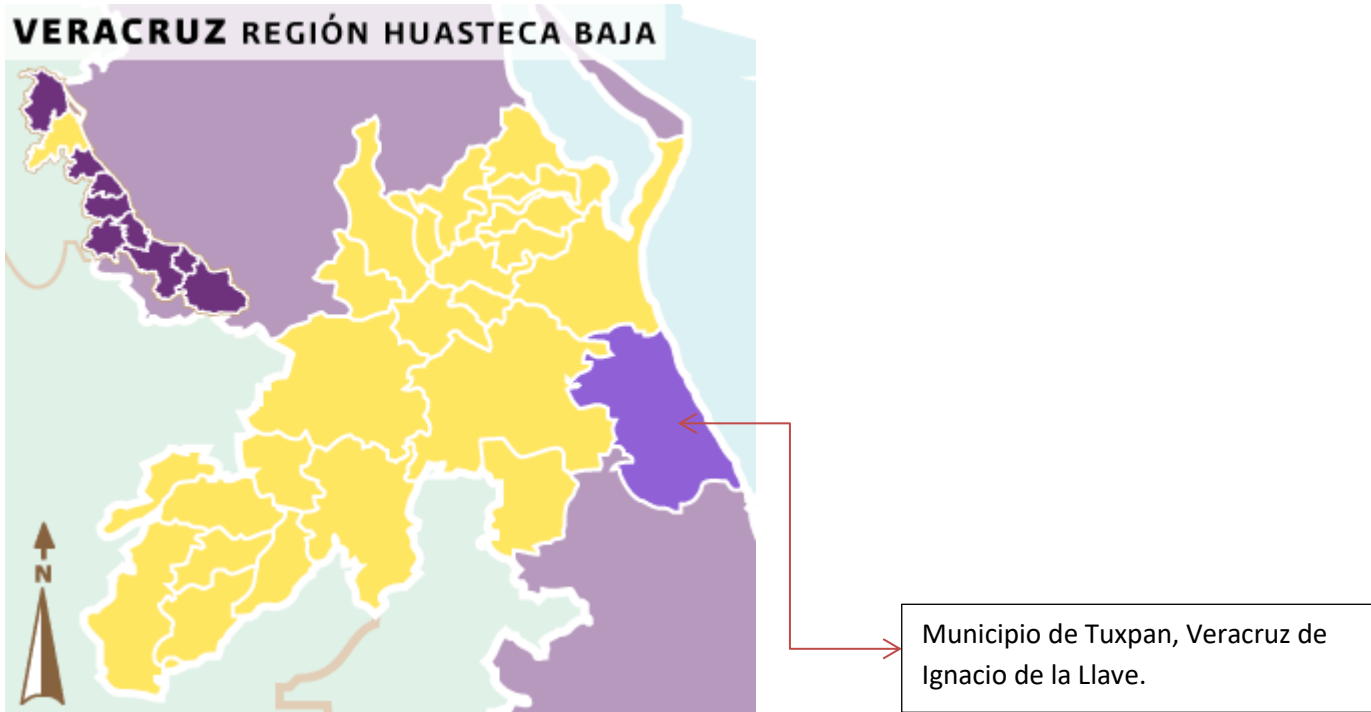 VERACRUZ REGIÓN HUASTECA BAJA
N
Municipio de Tuxpan, Veracruz de
Ignacio de la Llave.